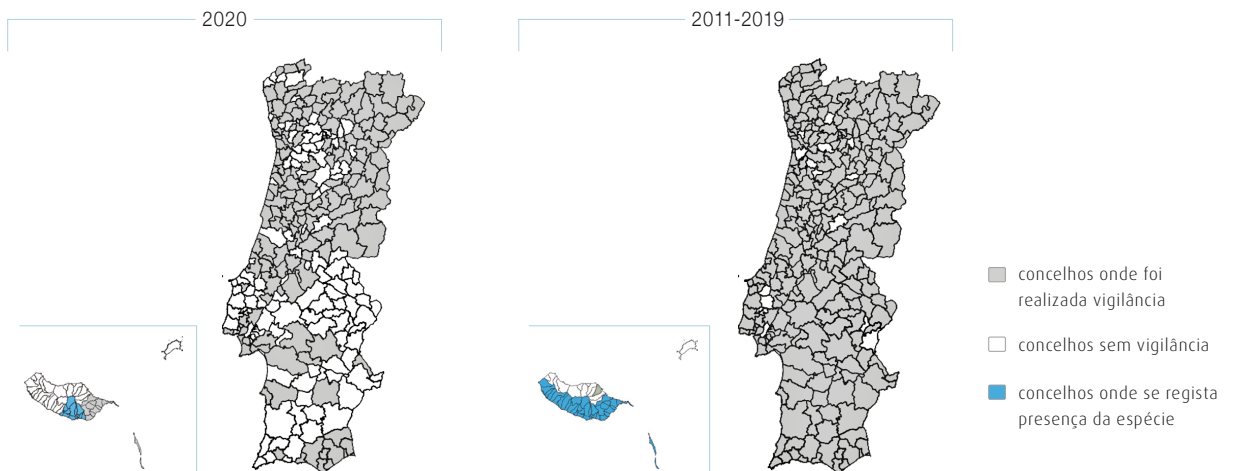 2020
2011-2019
concelhos onde foi
realizada vigilância
concelhos sem vigilância
concelhos onde se regista
presença da espécie